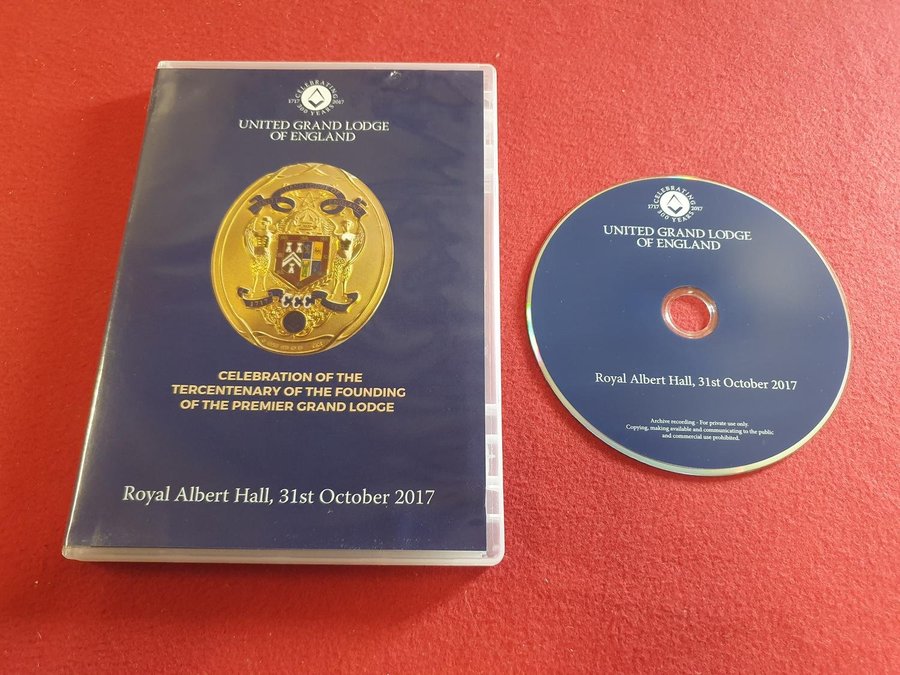 CELEBRATING
1717 2017
300 YEARS
UNITED GRAND LODGE
OF ENGLAND
1717
CCC
CELEBRATION OF THE
TERCENTENARY OF THE FOUNDING
OF THE PREMIER GRAND LODGE
Royal Albert Hall, 31st October 2017
CELEBRATING
1717 2017
300 YEARS
UNITED GRAND LODGE
OF ENGLAND
Royal Albert Hall, 31st October 2017
Archive recording - For private use only.
Copying, making available and communicating to the public
and commercial use prohibited.